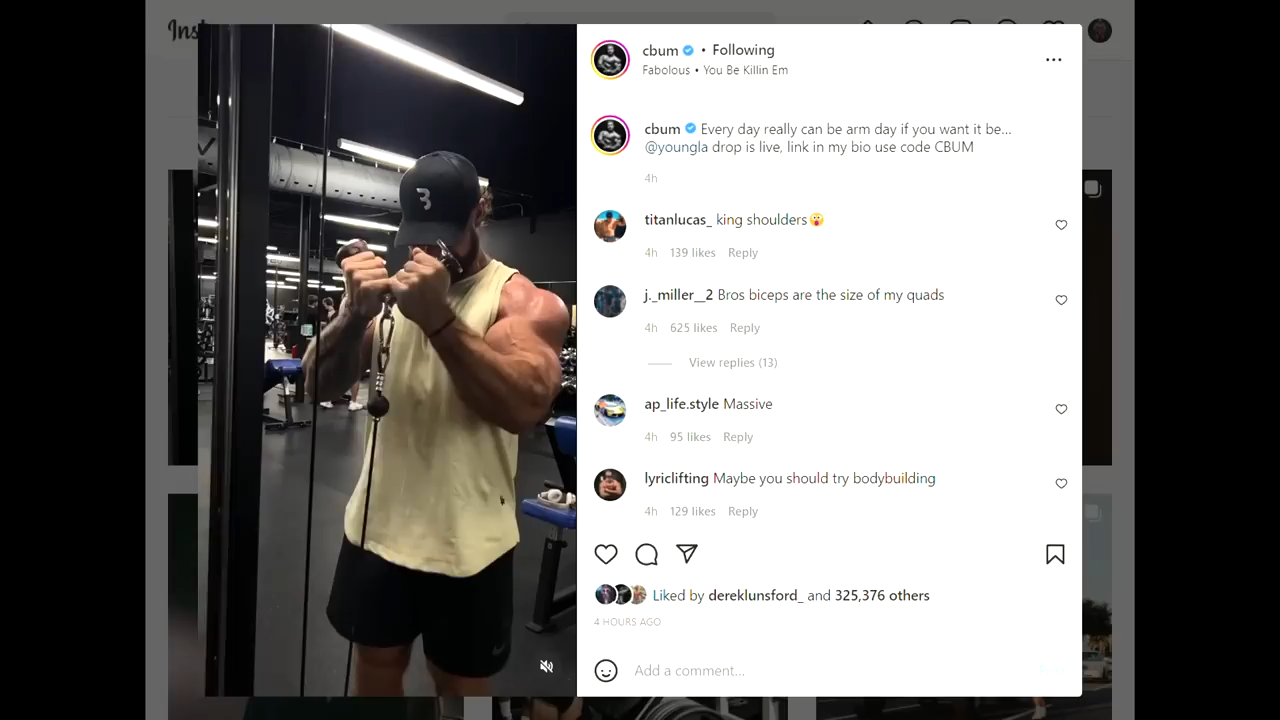 Inst
cbum • Following
Fabolous • You Be Killin Em
cbum Every day really can be arm day if you want it be...
@youngla drop is live, link in my bio use code CBUM
4h
titanlucas_ king shoulders😲
4h 139 likes Reply
j._miller__2 Bros biceps are the size of my quads
4h 625 likes Reply
View replies (13)
ap_life.style Massive
4h 95 likes Reply
lyriclifting Maybe you should try bodybuilding
4h 129 likes Reply
Liked by dereklunsford_ and 325,376 others
4 HOURS AGO
Add a comment...